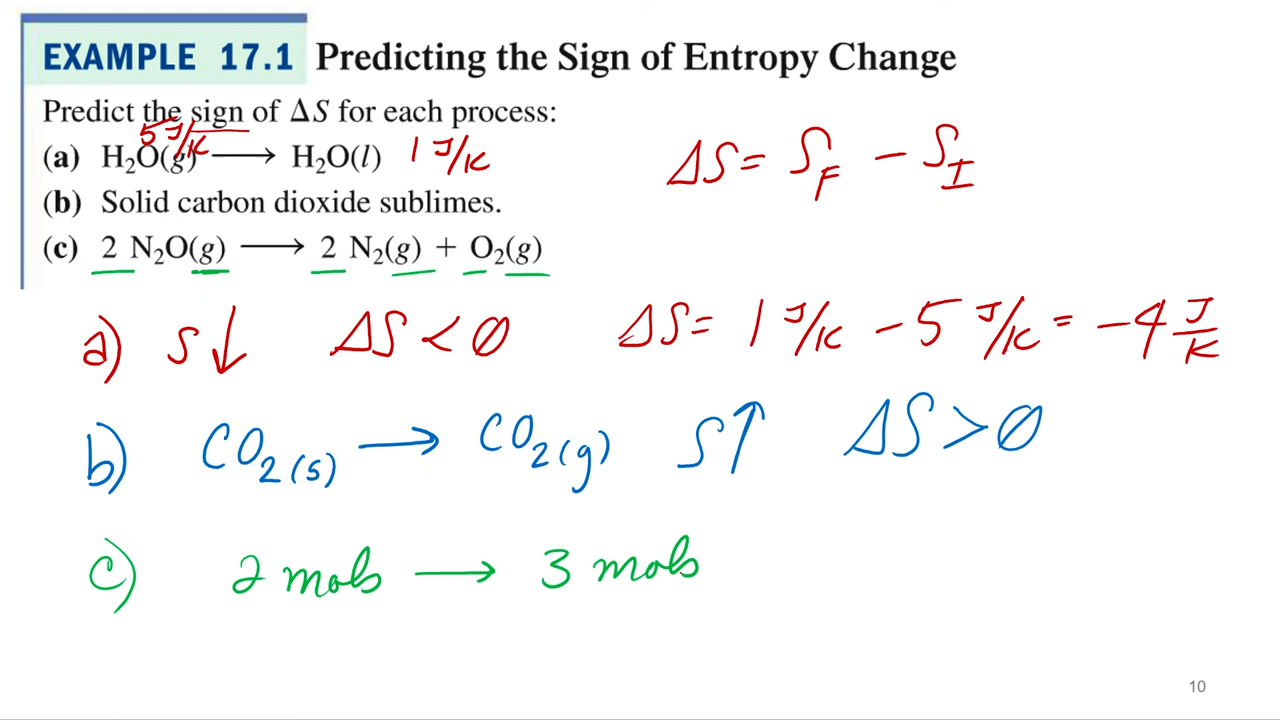 EXAMPLE 17.1 Predicting the Sign of Entropy Change
Predict the sign of ΔS for each process:
5 J/K
(a) H₂O(g) ⟶ H₂O(l) 1 J/K
ΔS = S_F − S_I
(b) Solid carbon dioxide sublimes.
(c) 2 N₂O(g) ⟶ 2 N₂(g) + O₂(g)
a) S↓ ΔS < 0 ΔS = 1 J/K − 5 J/K = −4 J/K
b) CO₂(s) → CO₂(g) S↑ ΔS > 0
c) 2 mols → 3 mols
10